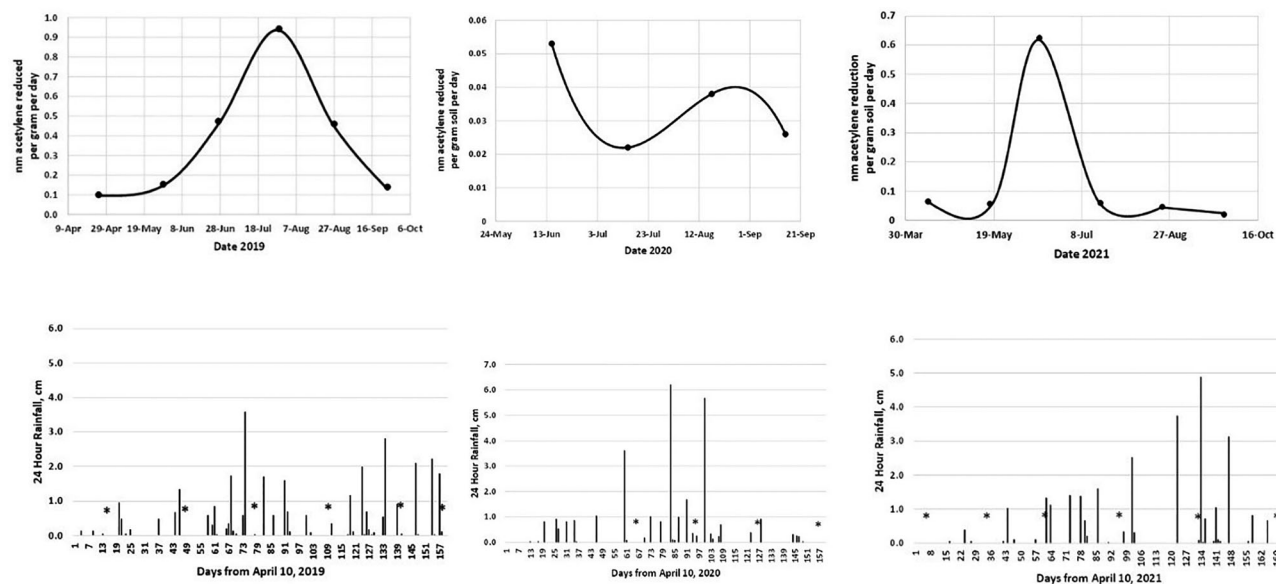 nm acetylene reduced
per gram per day
1.0
0.9
0.8
0.7
0.6
0.5
0.4
0.3
0.2
0.1
0.0
9-Apr 29-Apr 19-May 8-Jun 28-Jun 18-Jul 7-Aug 27-Aug 16-Sep 6-Oct
Date 2019
nm acetylene reduced
per gram soil per day
0.06
0.05
0.04
0.03
0.02
0.01
0
24-May 13-Jun 3-Jul 23-Jul 12-Aug 1-Sep 21-Sep
Date 2020
nm acetylene reduction
per gram soil per day
0.7
0.6
0.5
0.4
0.3
0.2
0.1
0
30-Mar 19-May 8-Jul 27-Aug 16-Oct
Date 2021
24 Hour Rainfall, cm
6.0
5.0
4.0
3.0
2.0
1.0
0.0
1 7 13 19 25 31 37 43 49 55 61 67 73 79 85 91 97 103 109 115 121 127 133 139 145 151 157
Days from April 10, 2019
24 Hour Rainfall, cm
7.0
6.0
5.0
4.0
3.0
2.0
1.0
0.0
1 7 13 19 25 31 37 43 49 55 61 67 73 79 85 91 97 103 109 115 121 127 133 139 145 151 157
Days from April 10, 2020
24 Hour Rainfall, cm
6.0
5.0
4.0
3.0
2.0
1.0
0.0
1 8 15 22 29 36 43 50 57 64 71 78 85 92 99 106 113 120 127 134 141 148 155 162
Days from April 10, 2021